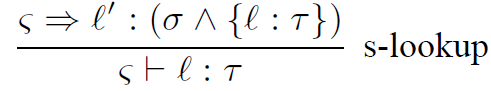 ς ⇒ ℓ′ : (σ ∧ {ℓ : τ}) s-lookup
ς ⊢ ℓ : τ